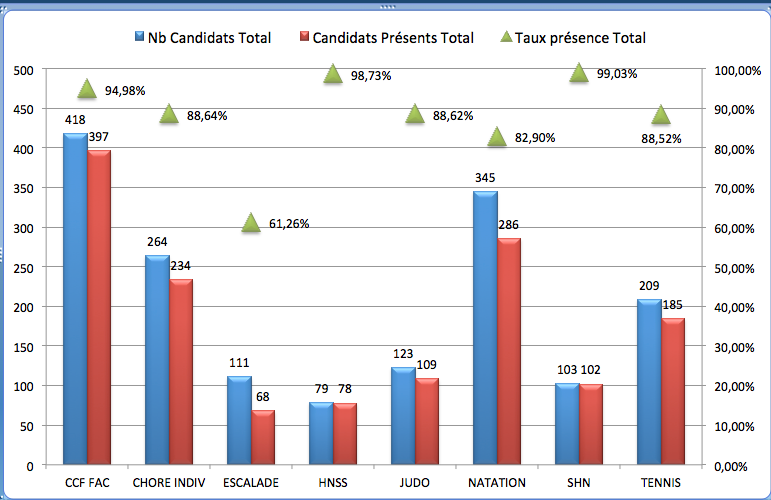 Nb Candidats Total Candidats Présents Total Taux présence Total
500 100,00%
450 90,00%
400 80,00%
350 70,00%
300 60,00%
250 50,00%
200 40,00%
150 30,00%
100 20,00%
50 10,00%
0 0,00%
94,98% 88,64% 61,26% 98,73% 88,62% 82,90% 99,03% 88,52%
418 397 264 234 111 68 79 78 123 109 345 286 103 102 209 185
CCF FAC CHORE INDIV ESCALADE HNSS JUDO NATATION SHN TENNIS